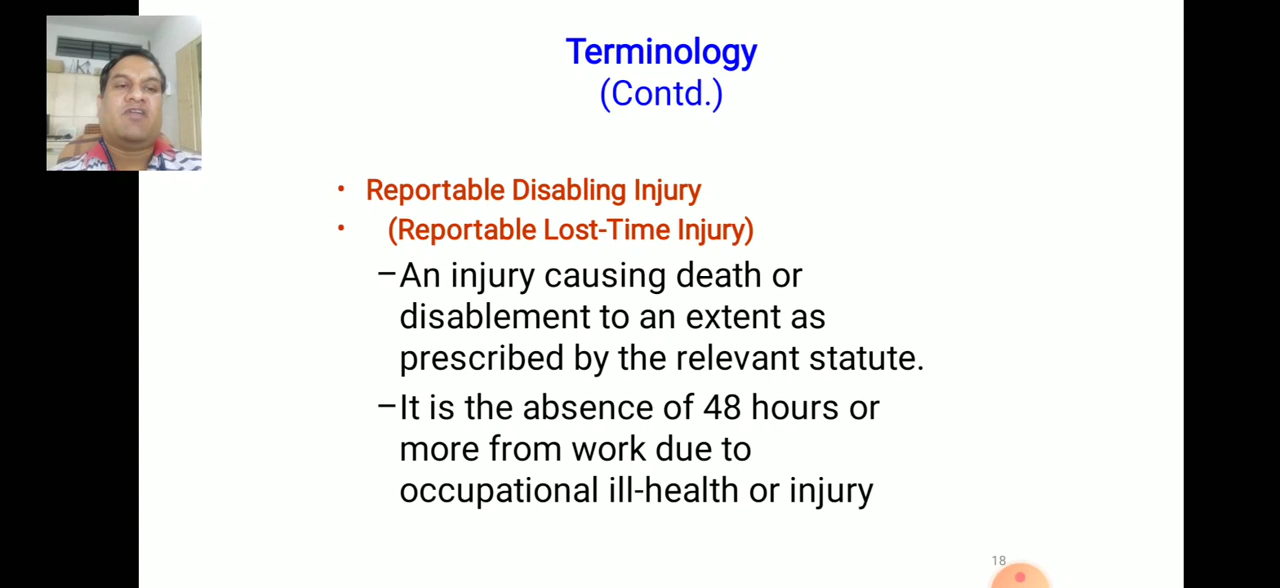 Terminology
(Contd.)
• Reportable Disabling Injury
• (Reportable Lost-Time Injury)
–An injury causing death or
disablement to an extent as
prescribed by the relevant statute.
–It is the absence of 48 hours or
more from work due to
occupational ill-health or injury
18